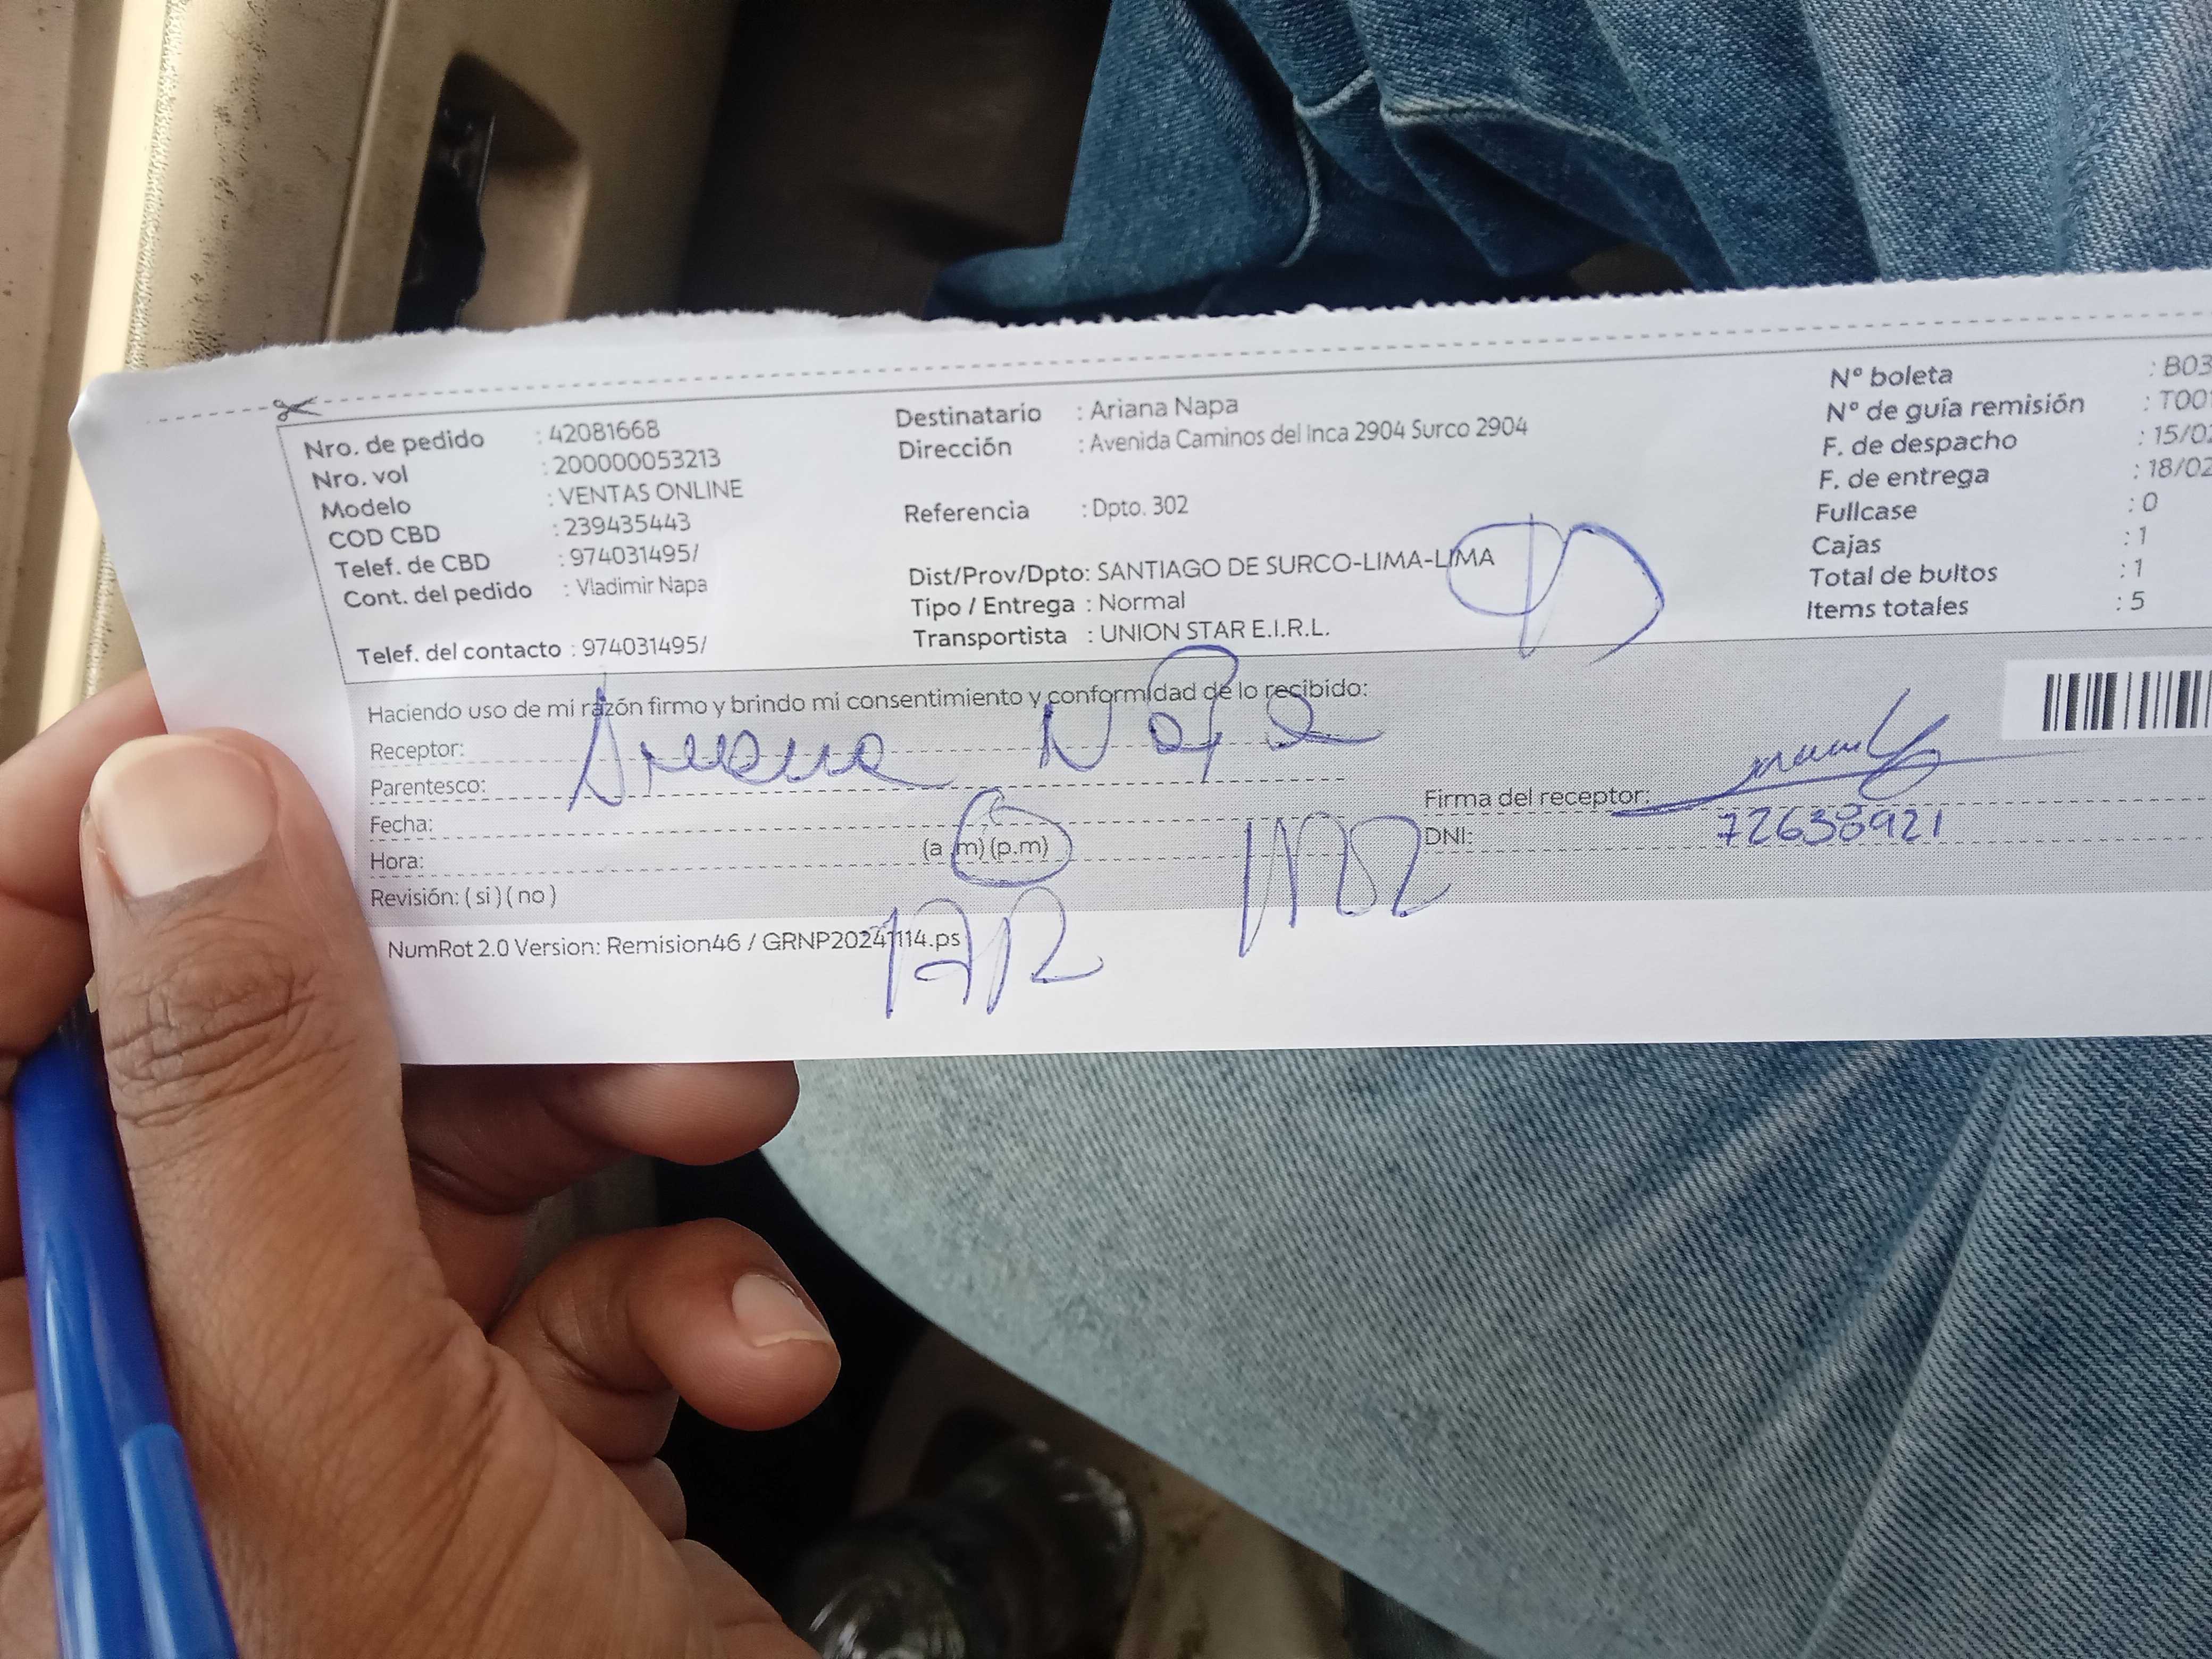 Nro. de pedido : 42081668
Nro. vol : 200000053213
Modelo : VENTAS ONLINE
COD CBD : 239435443
Telef. de CBD : 974031495/
Cont. del pedido : Vladimir Napa
Telef. del contacto : 974031495/
Destinatario : Ariana Napa
Dirección : Avenida Caminos del Inca 2904 Surco 2904
Referencia : Dpto. 302
Dist/Prov/Dpto: SANTIAGO DE SURCO-LIMA-LIMA
Tipo / Entrega : Normal
Transportista : UNION STAR E.I.R.L.
N° boleta : B03
N° de guía remisión : T001
F. de despacho : 15/02
F. de entrega : 18/02
Fullcase : 0
Cajas : 1
Total de bultos : 1
Items totales : 5
Haciendo uso de mi razón firmo y brindo mi consentimiento y conformidad de lo recibido:
Receptor: Ariana Napa
Parentesco:
Fecha:
Hora: (a.m)(p.m)
Revisión: ( si ) ( no )
Firma del receptor:
DNI: 72638921
NumRot 2.0 Version: Remision46 / GRNP20241114.ps